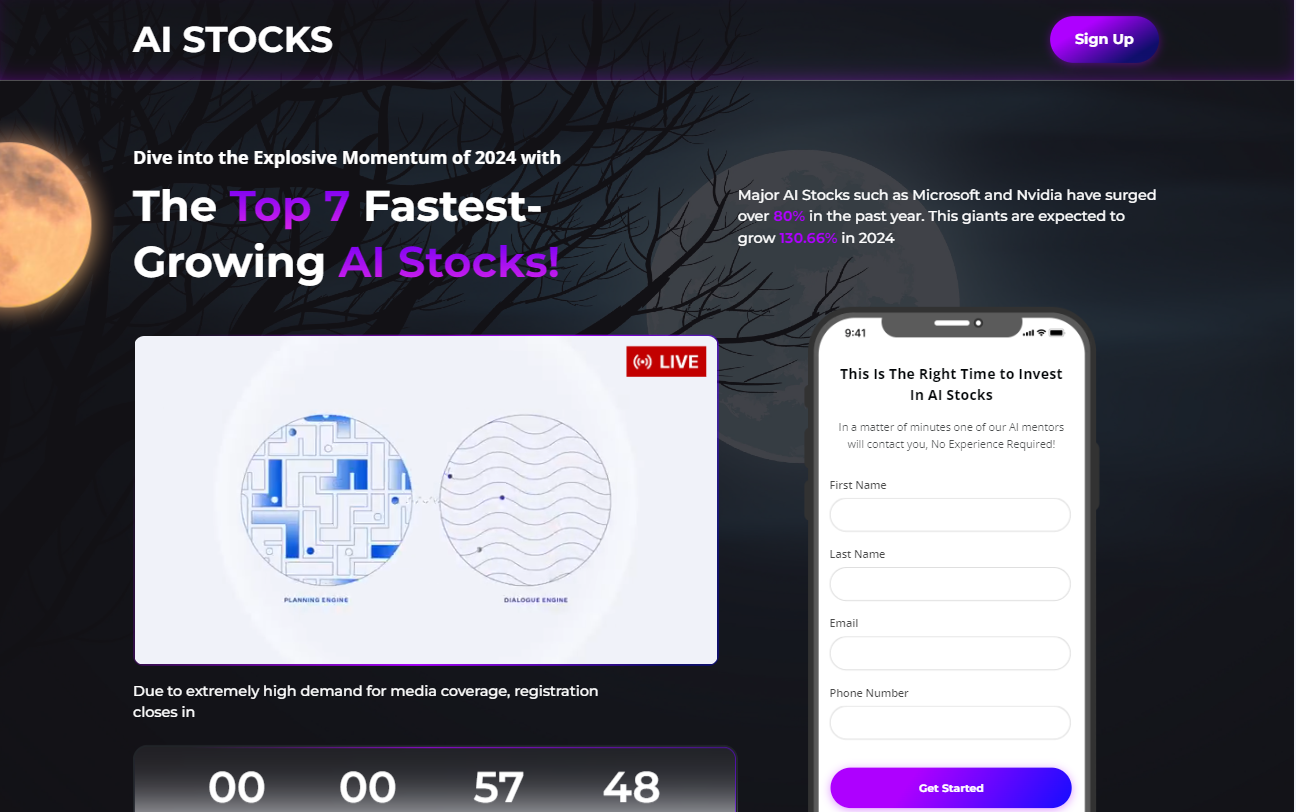 AI STOCKS
Sign Up
Dive into the Explosive Momentum of 2024 with
The Top 7 Fastest-
Growing AI Stocks!
Major AI Stocks such as Microsoft and Nvidia have surged
over 80% in the past year. This giants are expected to
grow 130.66% in 2024
LIVE
PLANNING ENGINE
DIALOGUE ENGINE
Due to extremely high demand for media coverage, registration
closes in
00 00 57 48
9:41
This Is The Right Time to Invest
In AI Stocks
In a matter of minutes one of our AI mentors
will contact you, No Experience Required!
First Name
Last Name
Email
Phone Number
Get Started